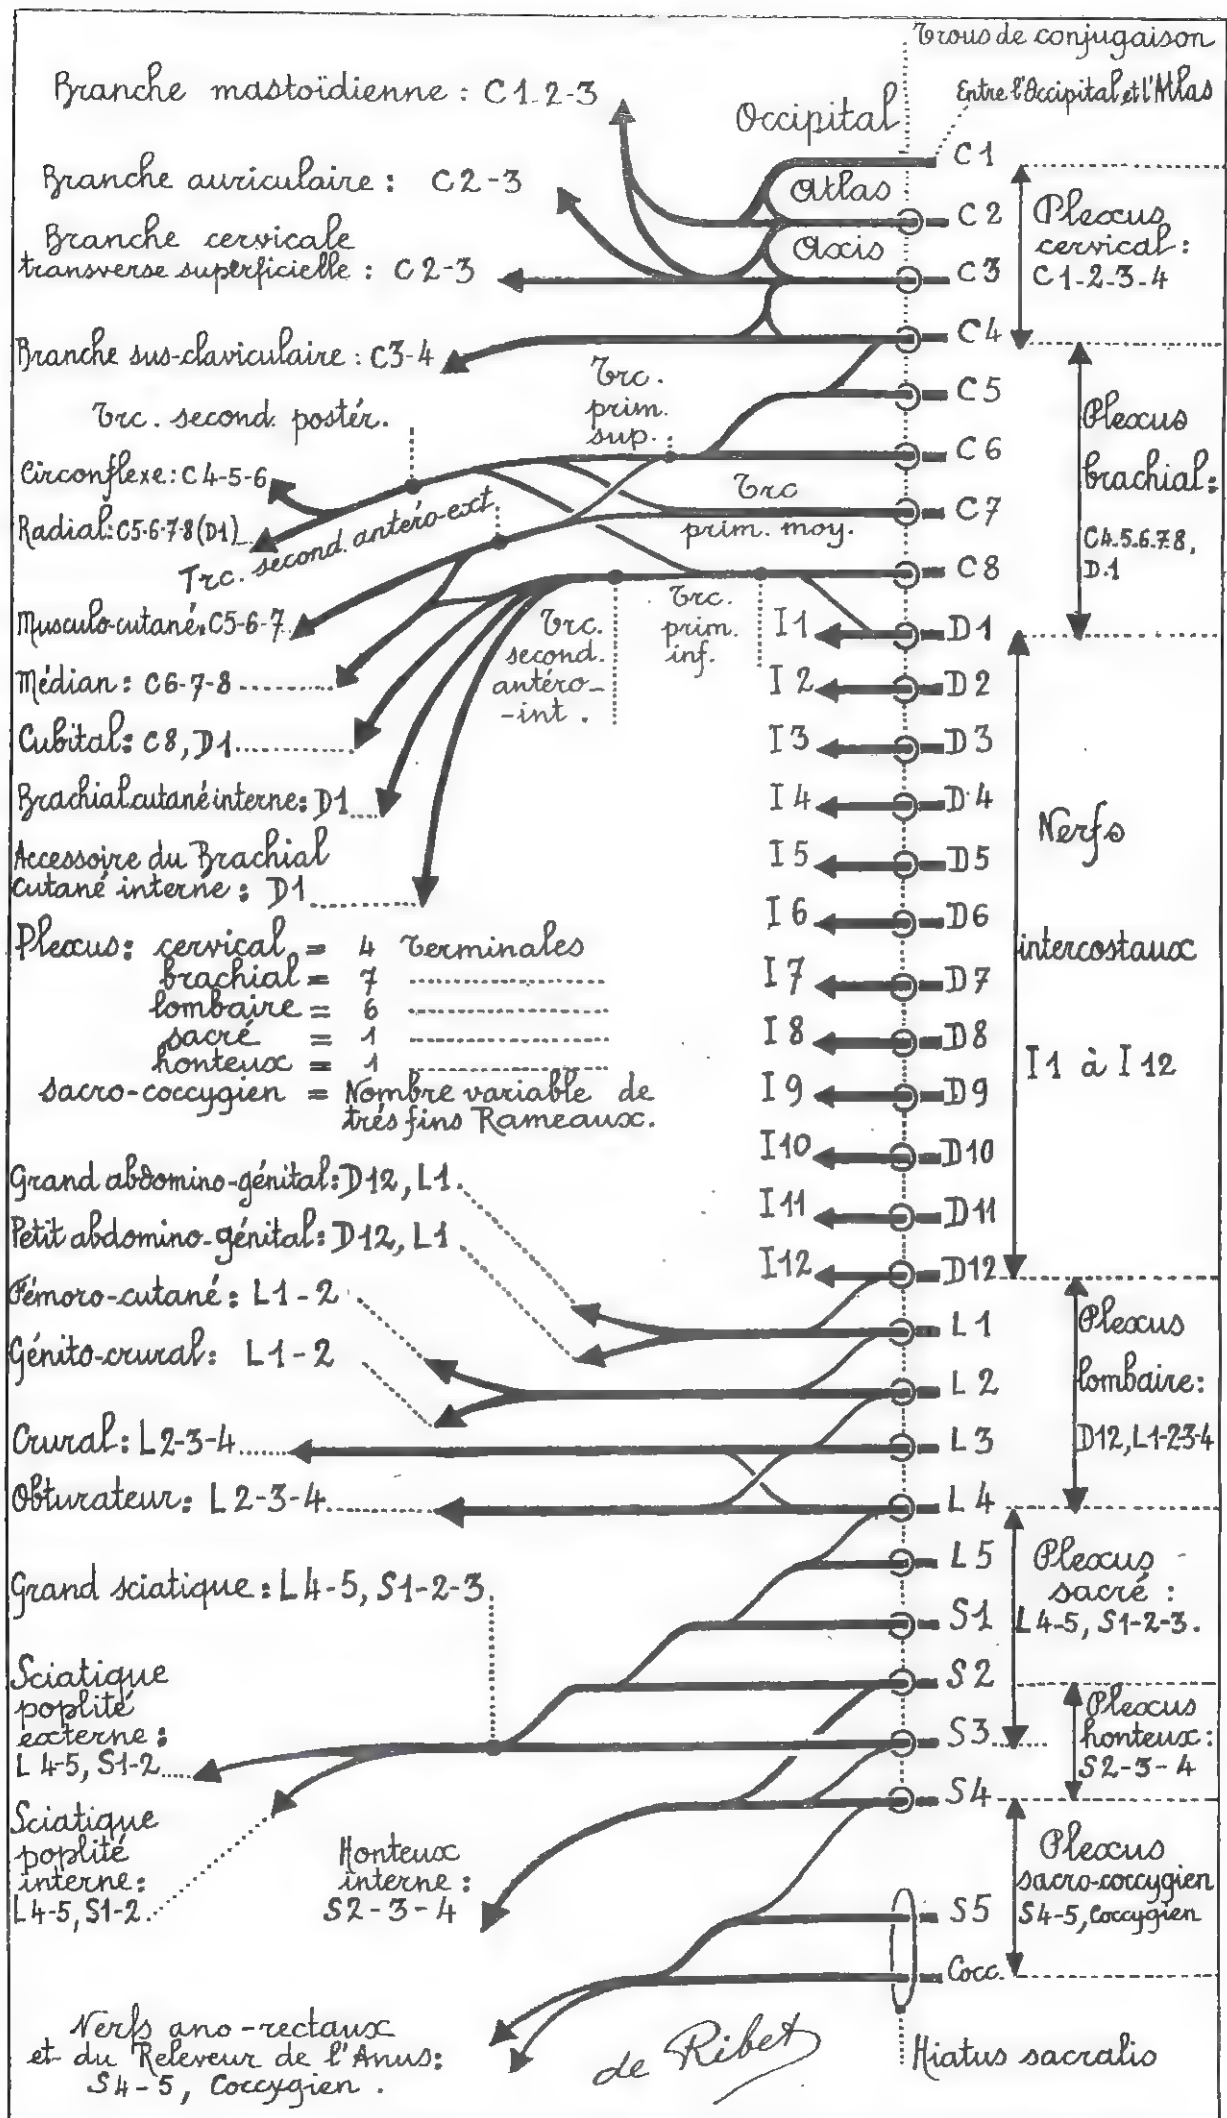 Trous de conjugaison
Entre l'Occipital et l'Atlas
Branche mastoïdienne : C1-2-3
Occipital
C1
Branche auriculaire : C2-3
Atlas
C2
Plexus
cervical :
C1-2-3-4
Branche cervicale
transverse superficielle : C2-3
Axis
C3
Branche sus-claviculaire : C3-4
C4
Trc.
prim.
sup.
C5
Trc. second. postér.
Plexus
brachial :
C4.5.6.7.8,
D.1
C6
Circonflexe : C4-5-6
Trc
prim. moy.
C7
Radial : C5-6-7-8 (D1)
Trc. second. antéro-ext
C8
Musculo-cutané : C5-6-7
Trc.
second.
antéro-
-int.
Trc.
prim.
inf.
I1
D1
Médian : C6-7-8
I2
D2
Cubital : C8, D1
I3
D3
Brachial cutané interne : D1
I4
D4
Nerfs
intercostaux
I1 à I12
Accessoire du Brachial
cutané interne : D1
I5
D5
I6
D6
Plexus : cervical = 4 Terminales
brachial = 7
lombaire = 6
sacré = 1
honteux = 1
sacro-coccygien = Nombre variable de
trés fins Rameaux.
I7
D7
I8
D8
I9
D9
I10
D10
I11
D11
I12
D12
Grand abdomino-génital : D12, L1.
Petit abdomino-génital : D12, L1
Fémoro-cutané : L1-2
L1
Plexus
lombaire :
D12, L1-2-3-4
Génito-crural : L1-2
L2
Crural : L2-3-4
L3
Obturateur : L2-3-4
L4
L5
Plexus
sacré :
L4-5, S1-2-3.
Grand sciatique : L4-5, S1-2-3
S1
S2
Sciatique
poplité
externe :
L4-5, S1-2
S3
Plexus
honteux :
S2-3-4
S4
Sciatique
poplité
interne :
L4-5, S1-2
Honteux
interne :
S2-3-4
Plexus
sacro-coccygien
S4-5, Coccygien
S5
Cocc.
Nerfs ano-rectaux
et du Releveur de l'Anus :
S4-5, Coccygien.
de Ribet
Hiatus sacralis